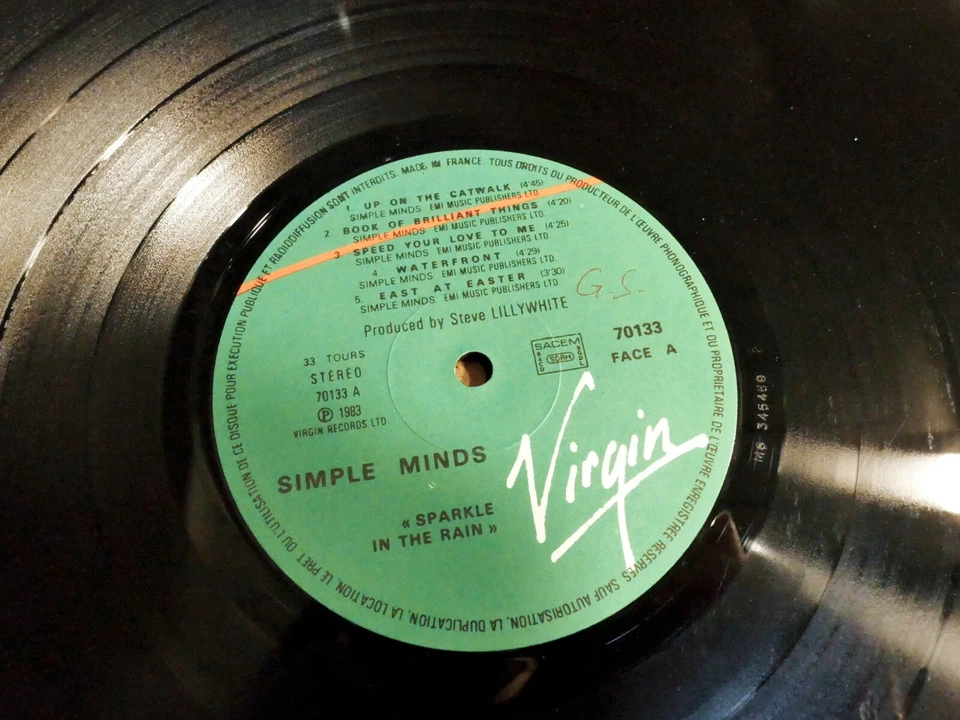 DU PRODUCTEUR DE L'ŒUVRE PHONOGRAPHIQUE ET DU PROPRIETAIRE DE L'ŒUVRE ENREGISTREE RESERVES. SAUF AUTORISATION, LA DUPLICATION, LA LOCATION, LE PRET, OU L'UTILISATION DE CE DISQUE POUR EXECUTION PUBLIQUE ET RADIODIFFUSION SONT INTERDITS. MADE IN FRANCE. TOUS DROITS
1. UP ON THE CATWALK (4'45)
SIMPLE MINDS EMI MUSIC PUBLISHERS LTD.
2. BOOK OF BRILLIANT THINGS (4'20)
SIMPLE MINDS EMI MUSIC PUBLISHERS LTD.
3 SPEED YOUR LOVE TO ME (4'25)
SIMPLE MINDS EMI MUSIC PUBLISHERS LTD.
4. WATERFRONT (4'29)
SIMPLE MINDS EMI MUSIC PUBLISHERS LTD.
5. EAST AT EASTER (3'30)
SIMPLE MINDS EMI MUSIC PUBLISHERS LTD.
G.S.
Produced by Steve LILLYWHITE
33 TOURS
STEREO
70133 A
Ⓟ 1983
VIRGIN RECORDS LTD
SACEM
SACD
SDRM
SGDL
70133
FACE A
SIMPLE MINDS
« SPARKLE
IN THE RAIN »
Virgin